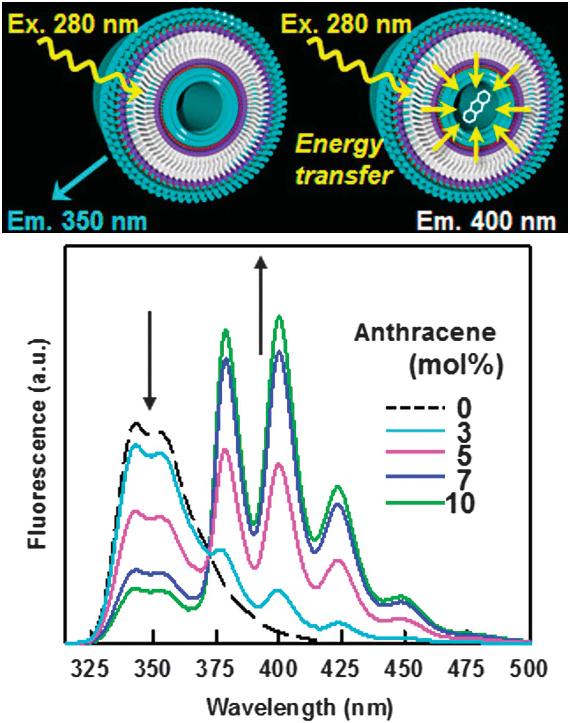 Ex. 280 nm
Em. 350 nm
Ex. 280 nm
Energy
transfer
Em. 400 nm
Fluorescence (a.u.)
Anthracene
(mol%)
0
3
5
7
10
325 350 375 400 425 450 475 500
Wavelength (nm)